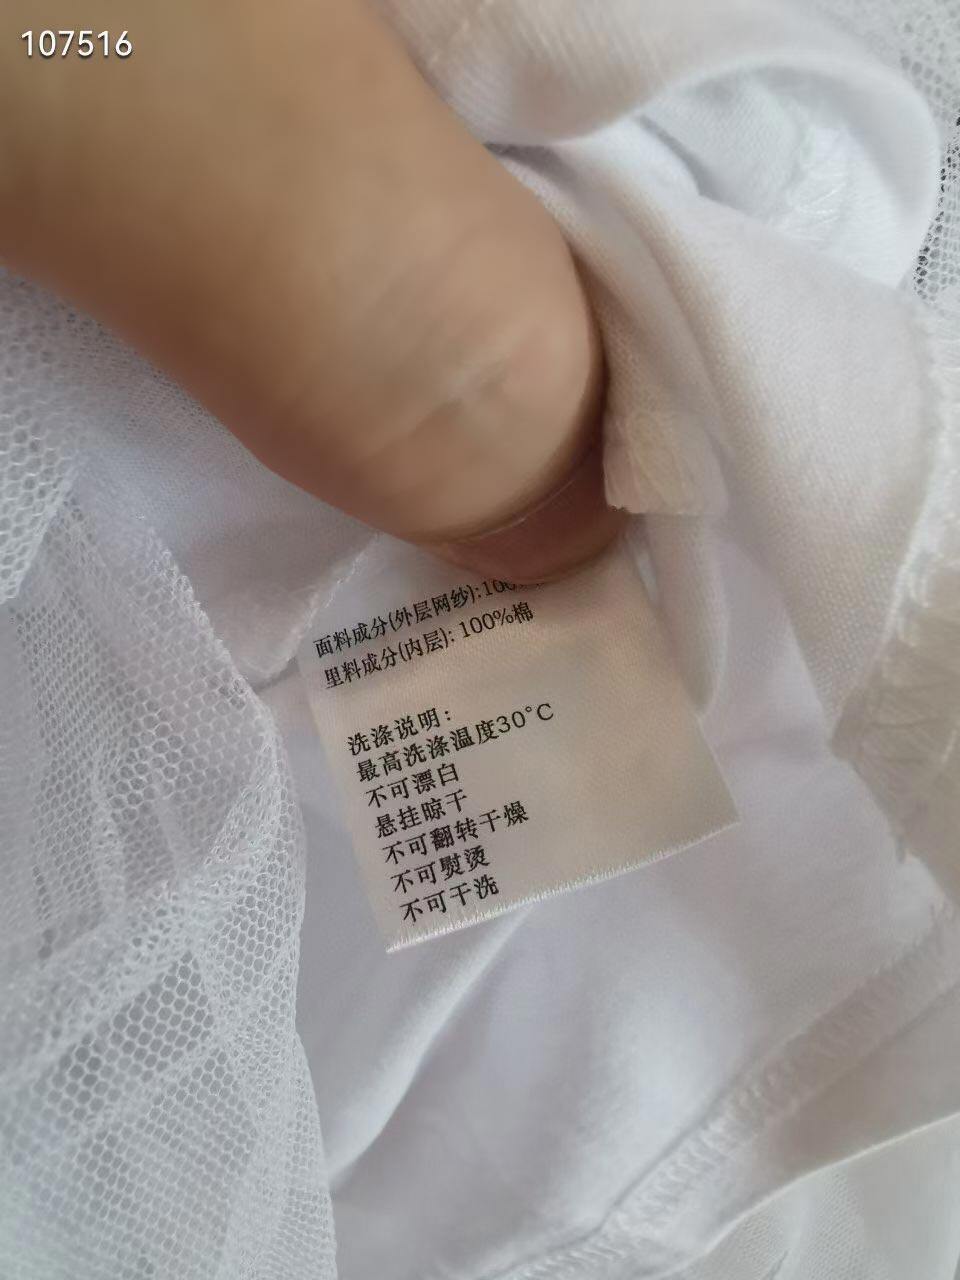 107516
面料成分(外层网纱):100
里料成分(内层): 100%棉
洗涤说明:
最高洗涤温度30°C
不可漂白
悬挂晾干
不可翻转干燥
不可熨烫
不可干洗